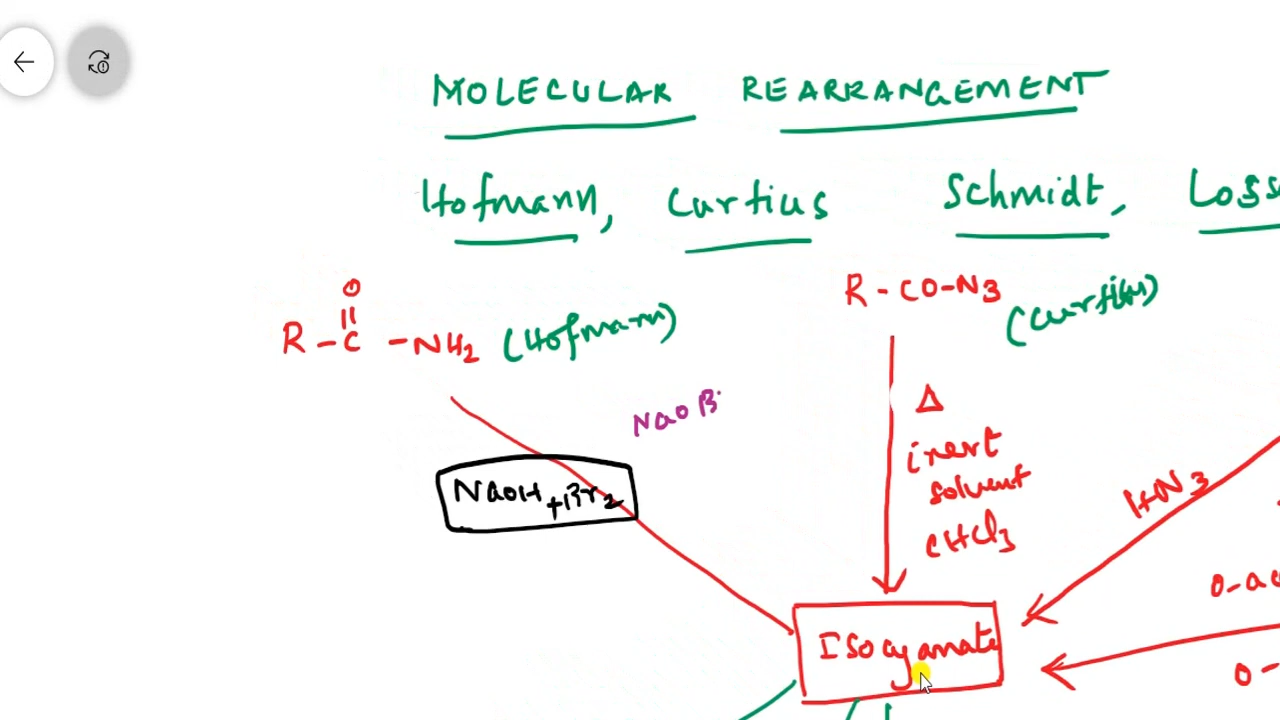 MOLECULAR REARRANGEMENT
Hofmann, Curtius Schmidt, Loss
O
||
R-C-NH2 (Hofmann)
R-CO-N3 (Curtius)
NaOB
Δ
inert
solvent
CHCl3
NaOH+Br2
HN3
O-ac
Isocyanate
O-